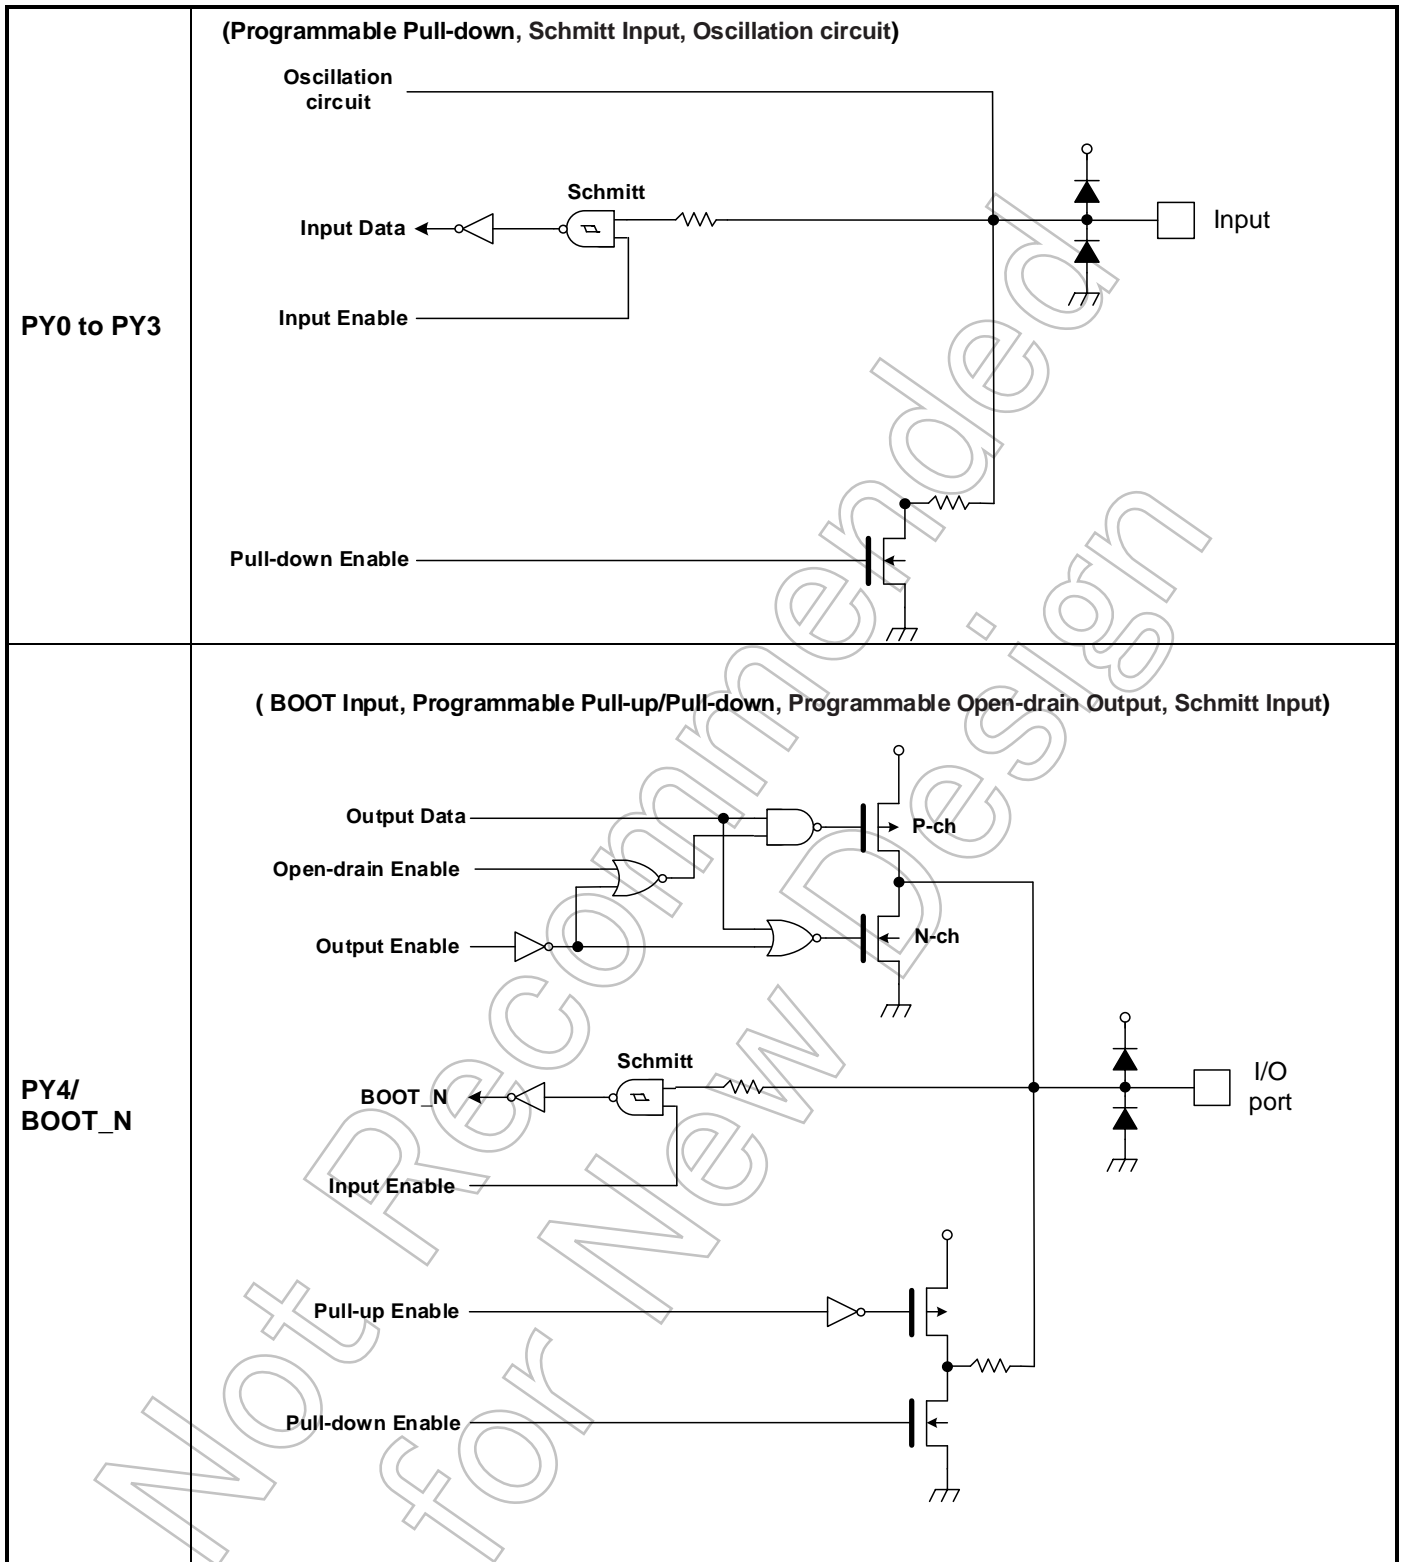 (Programmable Pull-down, Schmitt Input, Oscillation circuit)
Oscillation
circuit
Schmitt
Input Data
Input
Input Enable
PY0 to PY3
Pull-down Enable
( BOOT Input, Programmable Pull-up/Pull-down, Programmable Open-drain Output, Schmitt Input)
Output Data
P-ch
Open-drain Enable
Output Enable
N-ch
Schmitt
BOOT_N
I/O
port
PY4/
BOOT_N
Input Enable
Pull-up Enable
Pull-down Enable
Not Recommended
for New Design